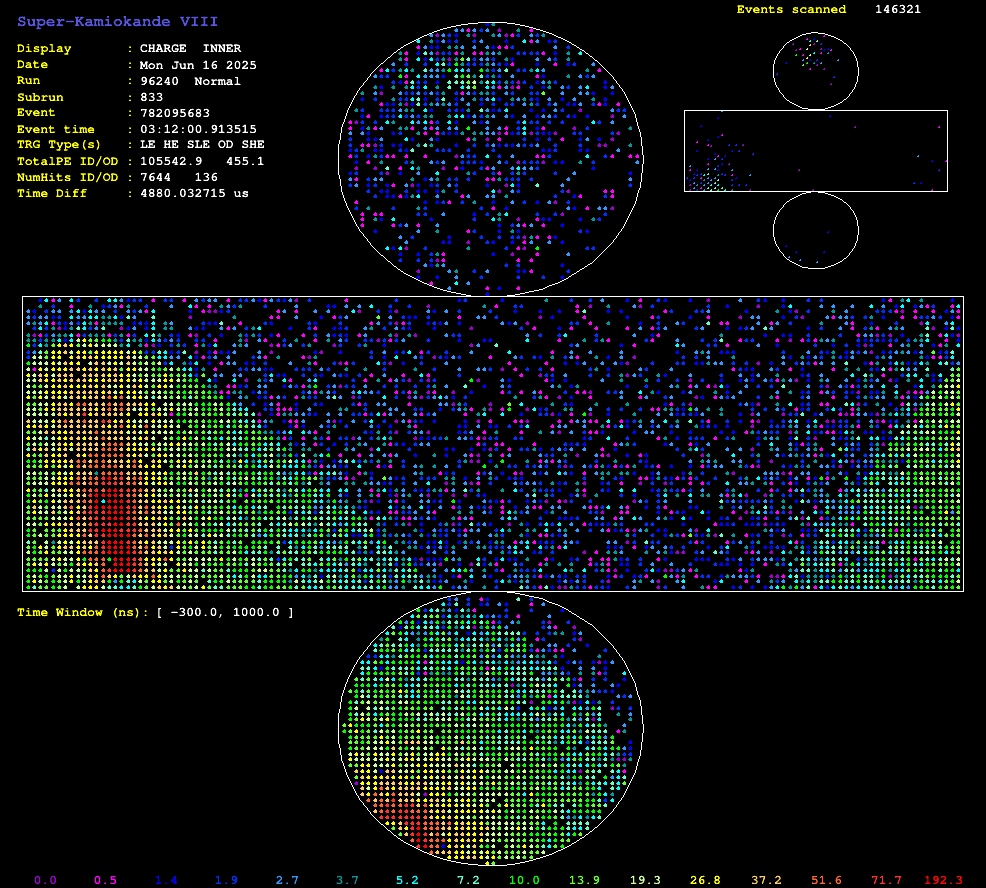 Super-Kamiokande VIII
Events scanned 146321
Display : CHARGE INNER
Date : Mon Jun 16 2025
Run : 96240 Normal
Subrun : 833
Event : 782095683
Event time : 03:12:00.913515
TRG Type(s) : LE HE SLE OD SHE
TotalPE ID/OD : 105542.9 455.1
NumHits ID/OD : 7644 136
Time Diff : 4880.032715 us
Time Window (ns): [ -300.0, 1000.0 ]
0.0 0.5 1.4 1.9 2.7 3.7 5.2 7.2 10.0 13.9 19.3 26.8 37.2 51.6 71.7 192.3